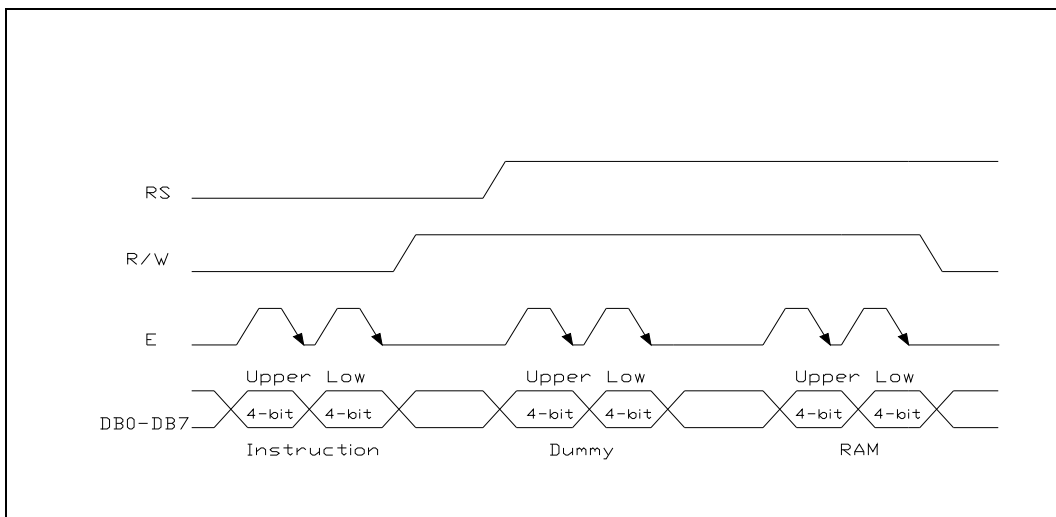 RS
R/W
E
Upper Low Upper Low Upper Low
DB0-DB7 4-bit 4-bit 4-bit 4-bit 4-bit 4-bit
Instruction Dummy RAM